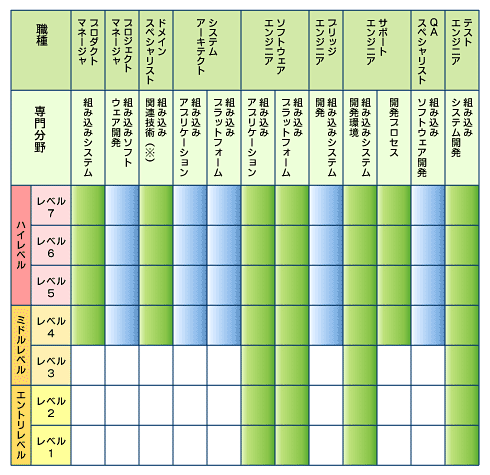 職種
プロダクト
マネージャ
プロジェクト
マネージャ
ドメイン
スペシャリスト
システム
アーキテクト
ソフトウェア
エンジニア
ブリッジ
エンジニア
サポート
エンジニア
QA
スペシャリスト
テスト
エンジニア
専門分野
組み込みシステム
組み込みソフト
ウェア開発
組み込み
関連技術（※）
組み込み
アプリケーション
組み込み
プラットフォーム
組み込み
アプリケーション
組み込み
プラットフォーム
組み込みシステム
開発
組み込みシステム
開発環境
開発プロセス
組み込み
ソフトウェア開発
組み込み
システム開発
ハイレベル
レベル
7
レベル
6
レベル
5
ミドルレベル
レベル
4
レベル
3
エントリレベル
レベル
2
レベル
1